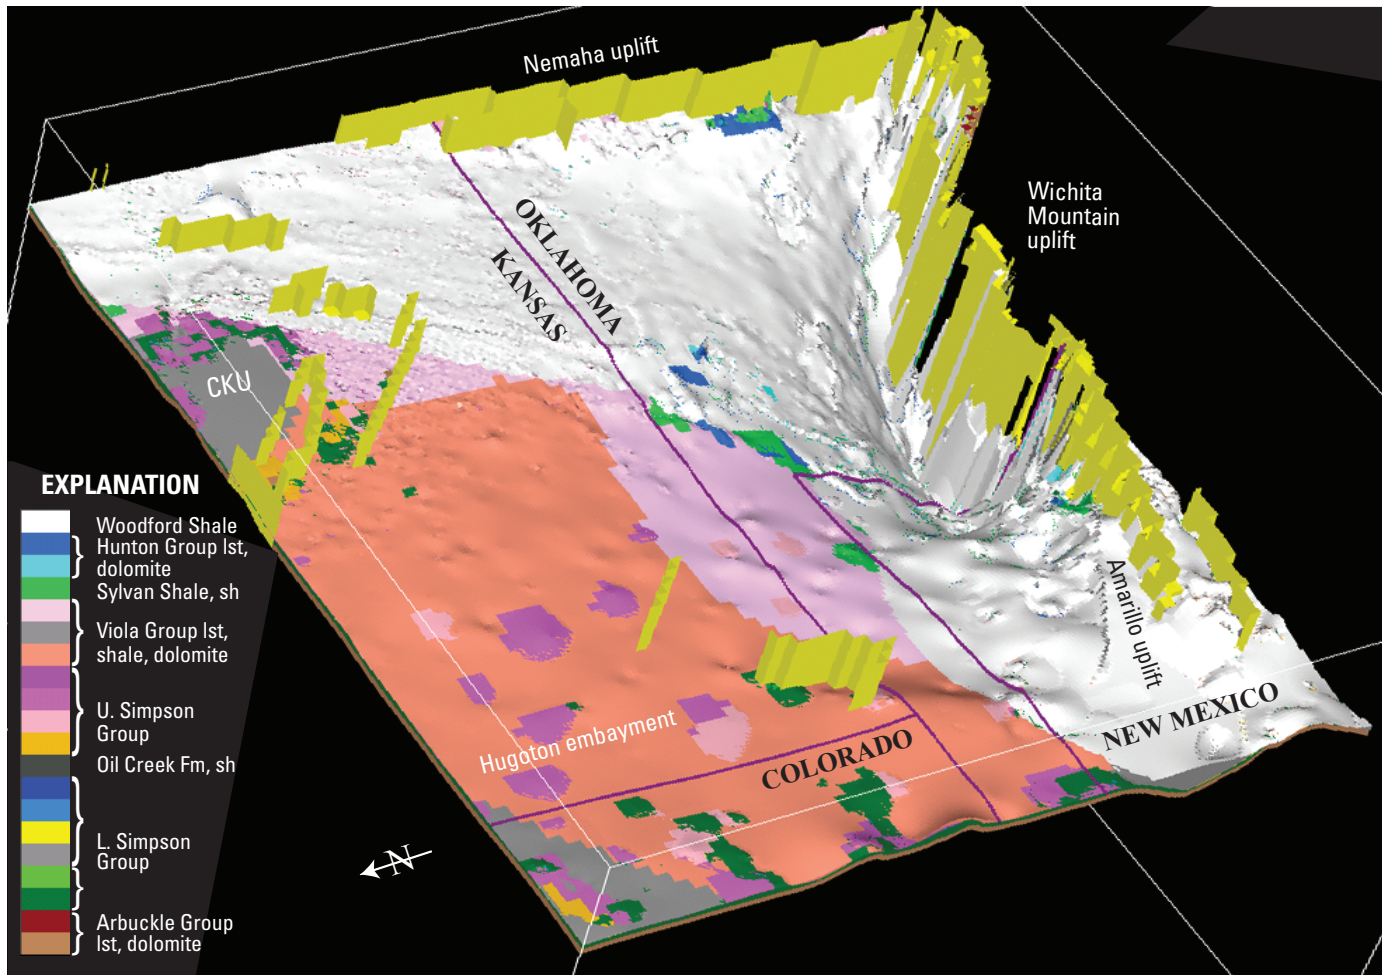 Nemaha uplift
Wichita
Mountain
uplift
OKLAHOMA
KANSAS
CKU
EXPLANATION
Woodford Shale
Hunton Group lst,
dolomite
Sylvan Shale, sh
Viola Group lst,
shale, dolomite
U. Simpson
Group
Oil Creek Fm, sh
L. Simpson
Group
Arbuckle Group
lst, dolomite
Amarillo uplift
Hugoton embayment
COLORADO
NEW MEXICO
N